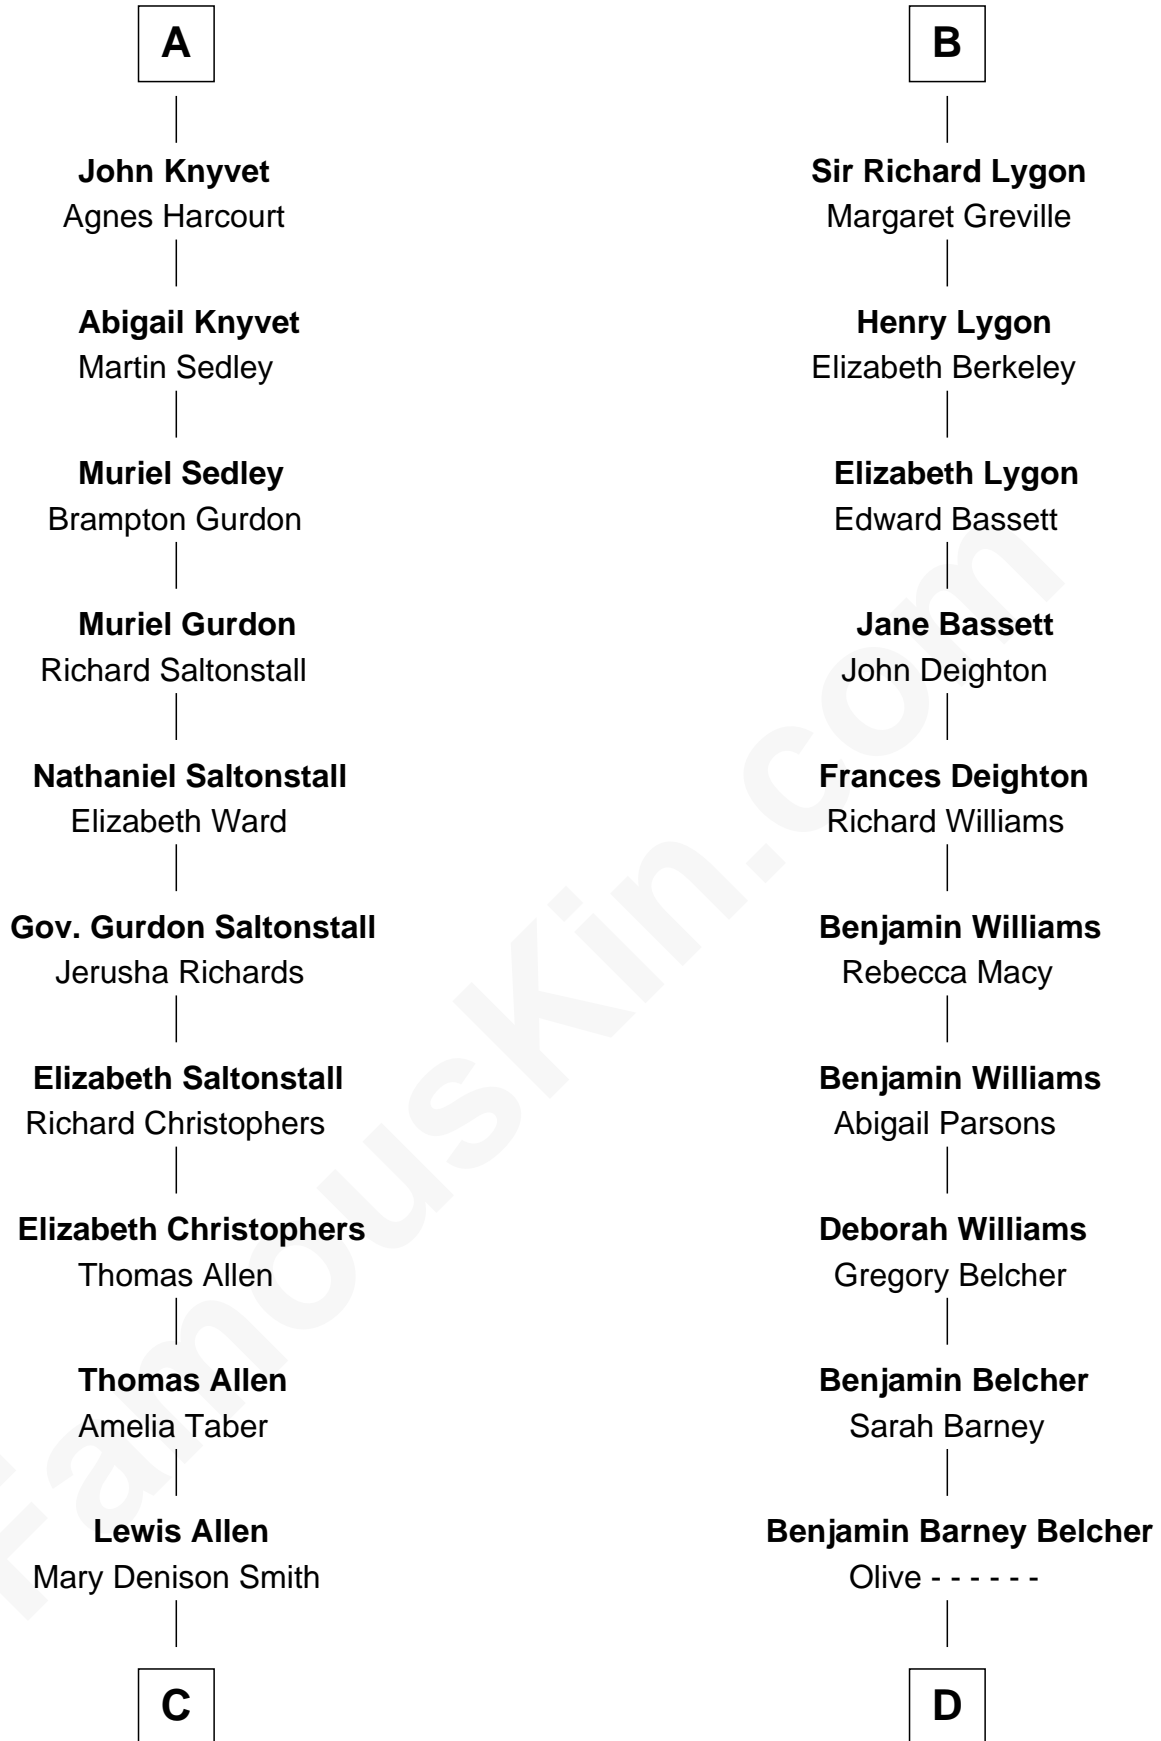 A
John Knyvet
Agnes Harcourt
Abigail Knyvet
Martin Sedley
Muriel Sedley
Brampton Gurdon
Muriel Gurdon
Richard Saltonstall
Nathaniel Saltonstall
Elizabeth Ward
Gov. Gurdon Saltonstall
Jerusha Richards
Elizabeth Saltonstall
Richard Christophers
Elizabeth Christophers
Thomas Allen
Thomas Allen
Amelia Taber
Lewis Allen
Mary Denison Smith
C
B
Sir Richard Lygon
Margaret Greville
Henry Lygon
Elizabeth Berkeley
Elizabeth Lygon
Edward Bassett
Jane Bassett
John Deighton
Frances Deighton
Richard Williams
Benjamin Williams
Rebecca Macy
Benjamin Williams
Abigail Parsons
Deborah Williams
Gregory Belcher
Benjamin Belcher
Sarah Barney
Benjamin Barney Belcher
Olive - - - - - -
D
FamousKin.com